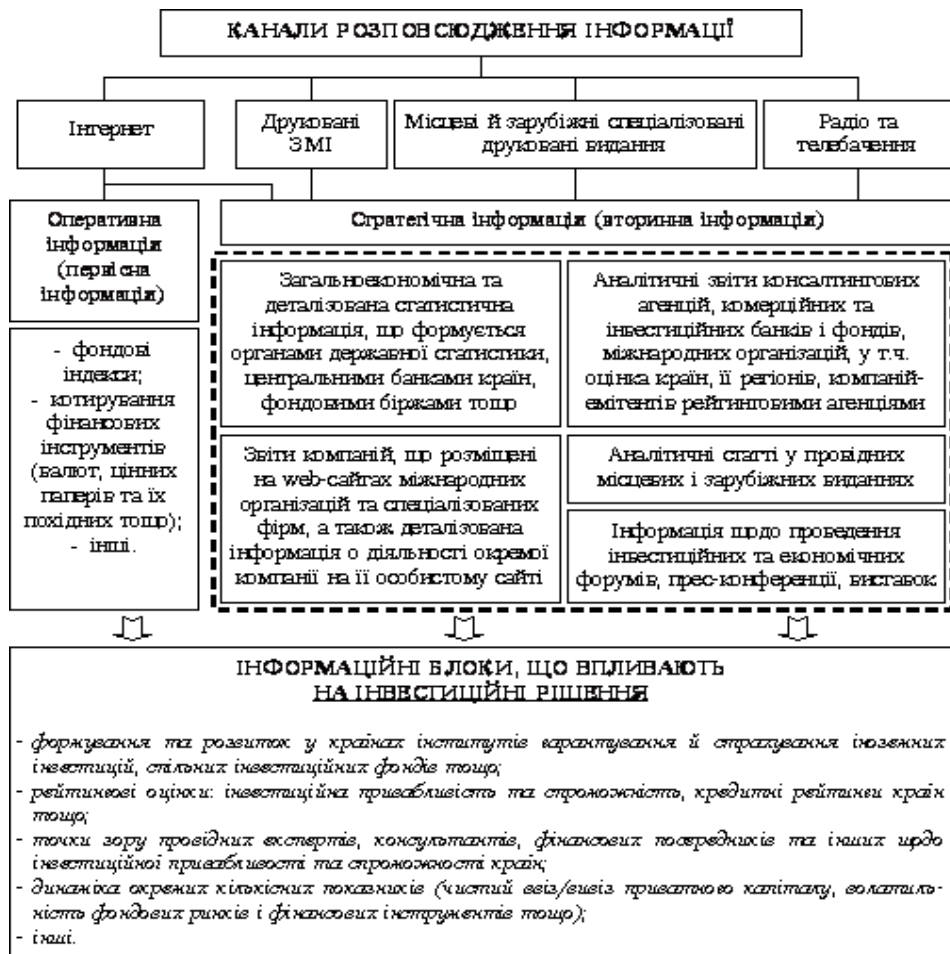 КАНАЛИ РОЗПОВСЮДЖЕННЯ ІНФОРМАЦІЇ
Інтернет
Друковані
ЗМІ
Місцеві й зарубіжні спеціалізовані
друковані видання
Радіо та
телебачення
Оперативна
інформація
(первісна
інформація)
Стратегічна інформація (вторинна інформація)
- фондові
індекси;
- котирування
фінансових
інструментів
(валют, цінних
паперів та їх
похідних тощо);
- інші.
Загальноекономічна та
деталізована статистична
інформація, що формується
органами державної статистики,
центральними банками країн,
фондовими біржами тощо
Аналітичні звіти консалтингових
агенцій, комерційних та
інвестиційних банків і фондів,
міжнародних організацій, у т.ч.
оцінка країн, її регіонів, компаній-
емітентів рейтинговими агенціями
Звіти компаній, що розміщені
на web-сайтах міжнародних
організацій та спеціалізованих
фірм, а також деталізована
інформація о діяльності окремої
компанії на її особистому сайті
Аналітичні статті у провідних
місцевих і зарубіжних виданнях
Інформація щодо проведення
інвестиційних та економічних
форумів, прес-конференції, виставок
ІНФОРМАЦІЙНІ БЛОКИ, ЩО ВПЛИВАЮТЬ
НА ІНВЕСТИЦІЙНІ РІШЕННЯ
- формування та розвиток у країнах інститутів гарантування й страхування іноземних
інвестицій, спільних інвестиційних фондів тощо;
- рейтингові оцінки: інвестиційна привабливість та спроможність, кредитні рейтинги країн
тощо;
- точки зору провідних експертів, консультантів, фінансових посередників та інших щодо
інвестиційної привабливості та спроможності країн;
- динаміка окремих кількісних показників (чистий ввіз/вивіз приватного капіталу, волатиль-
ність фондових ринків і фінансових інструментів тощо);
- інші.